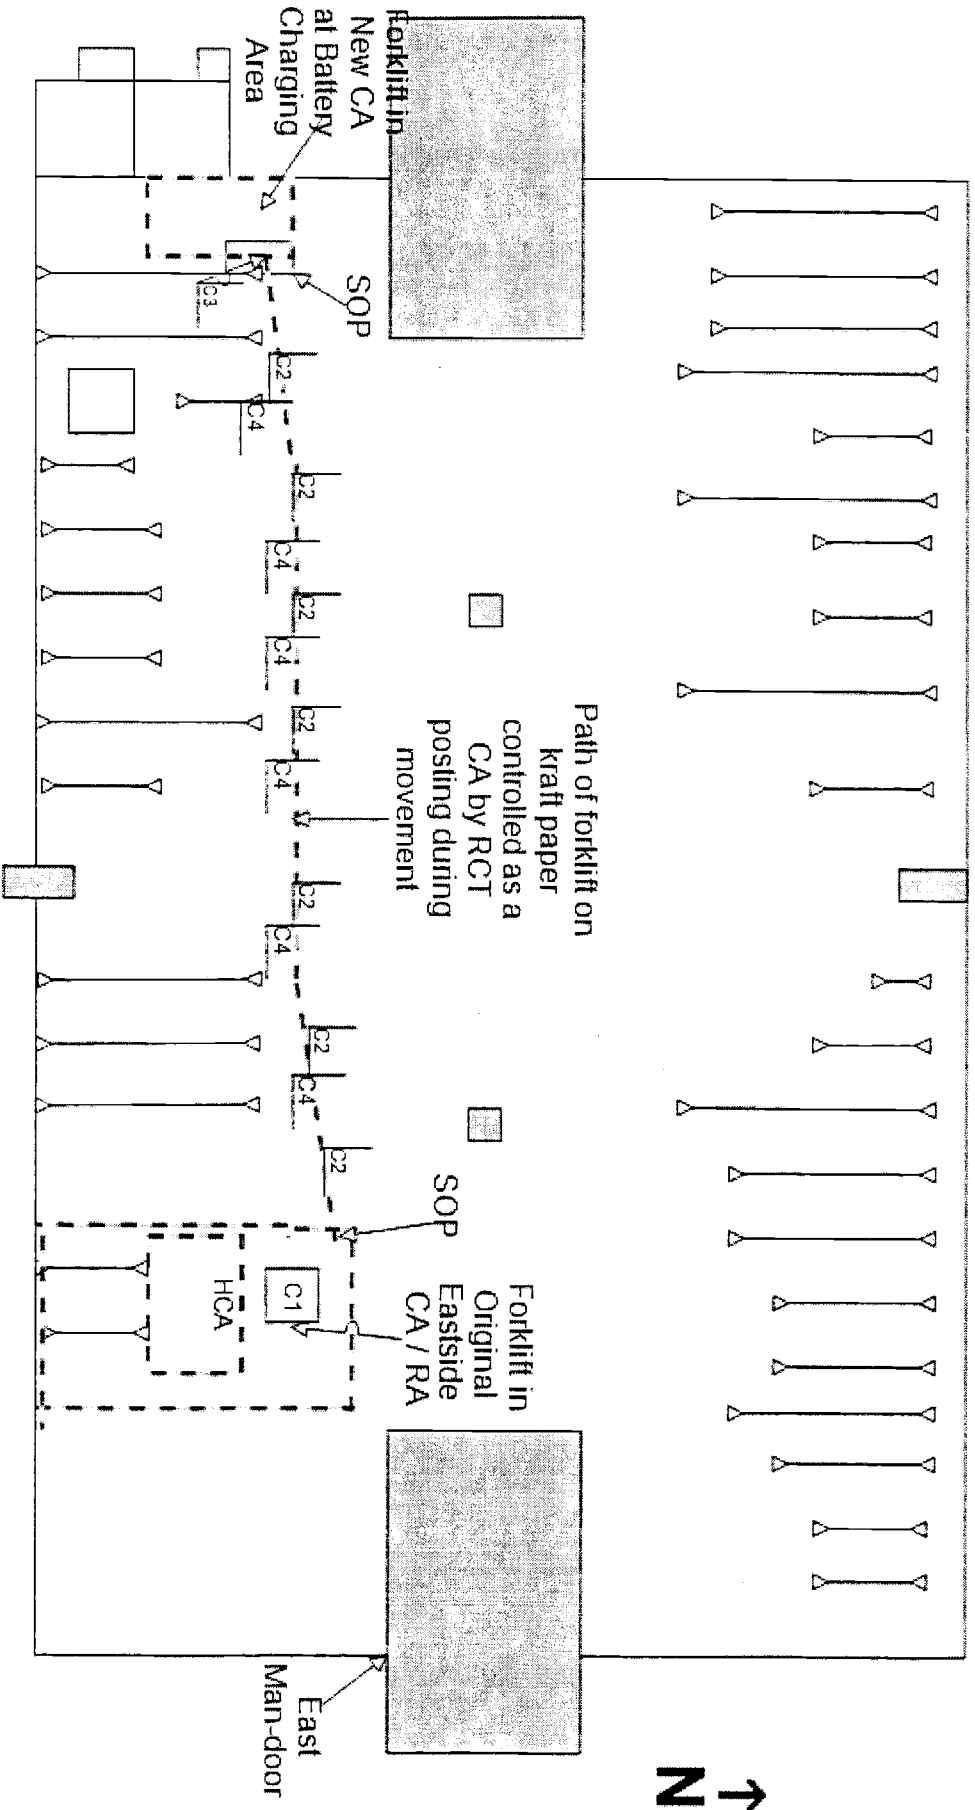 Forklift in
New CA
at Battery
Charging
Area
SOP
C3
C2
C4
C2
C4
C2
C4
C2
C4
C2
C4
C2
C4
C2
Path of forklift on
kraft paper
controlled as a
CA by RCT
posting during
movement
SOP
HCA
C1
Forklift in
Original
Eastside
CA / RA
East
Man-door
N